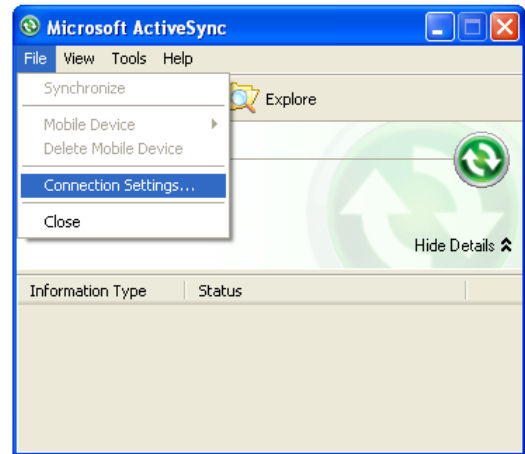 Microsoft ActiveSync
File View Tools Help
Synchronize
Explore
Mobile Device
Delete Mobile Device
Connection Settings...
Close
Hide Details
Information Type Status